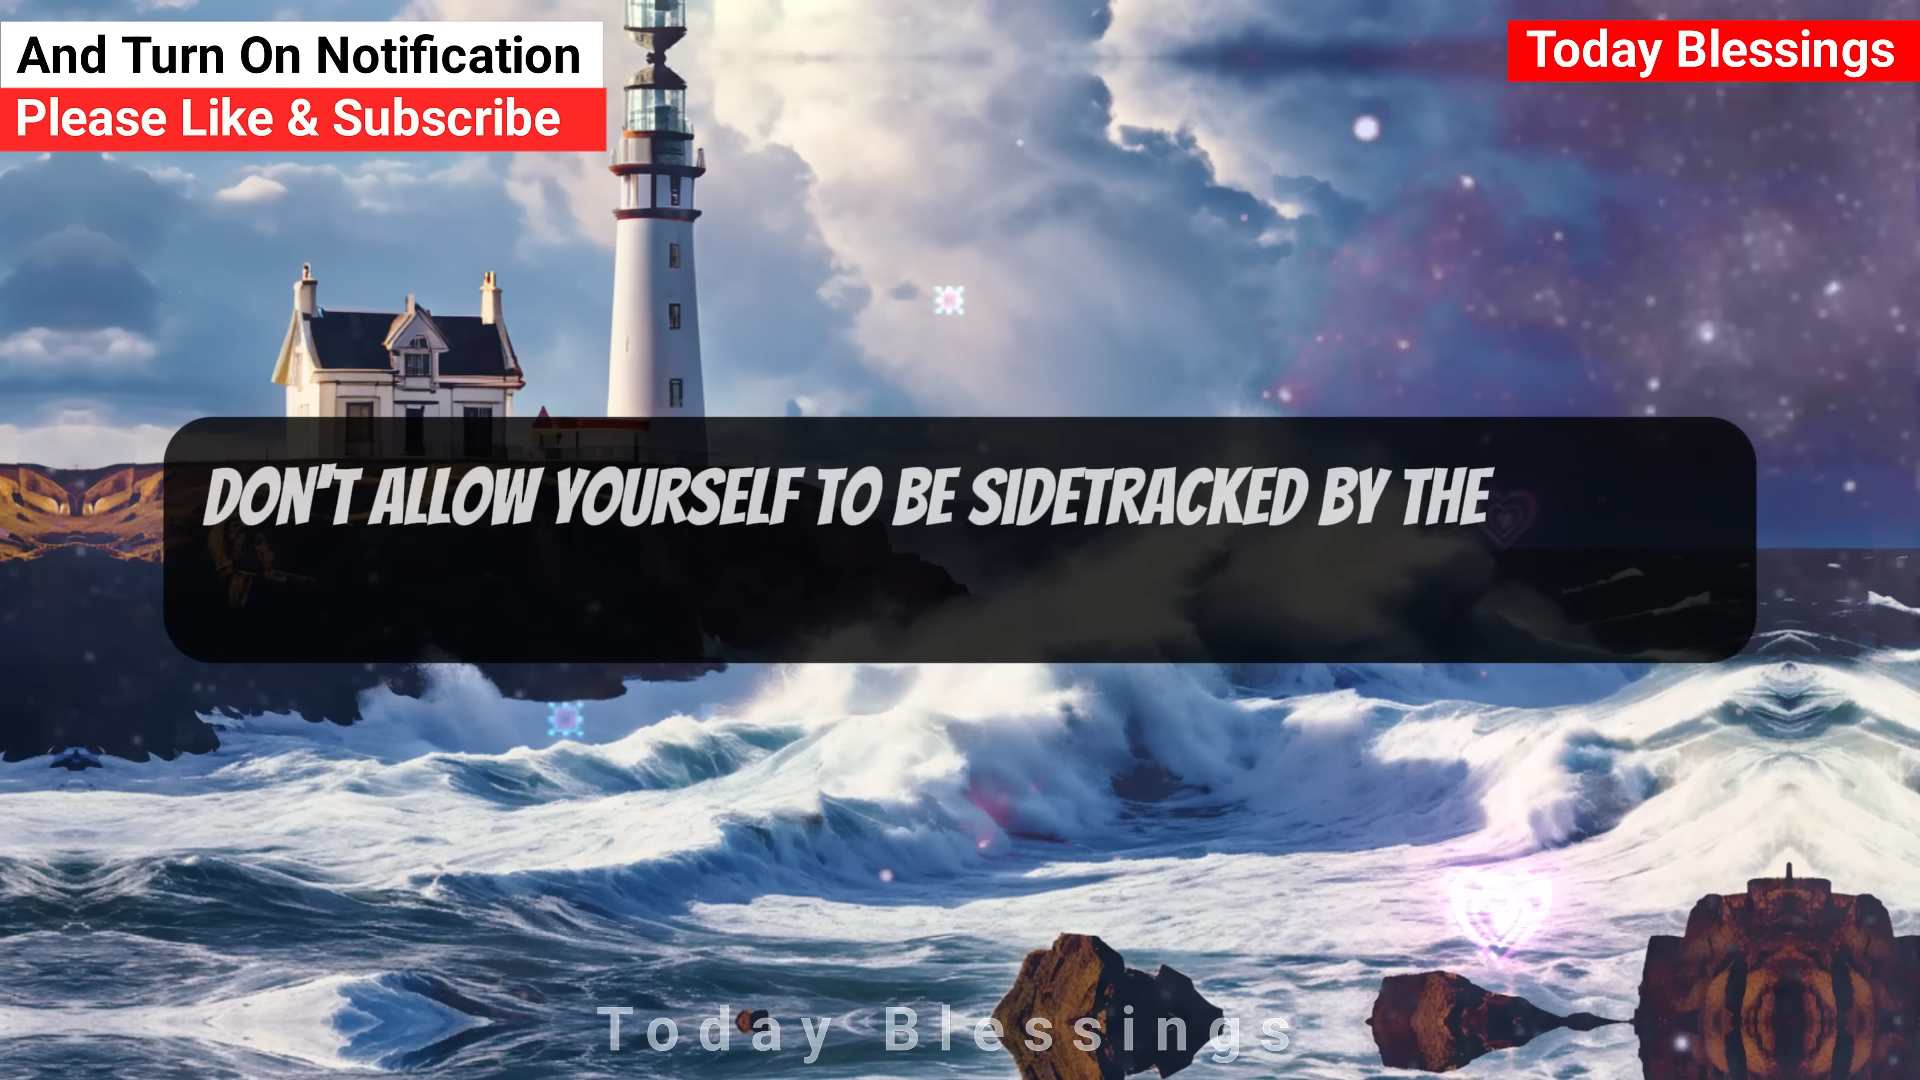 And Turn On Notification
Please Like & Subscribe
Today Blessings
DON'T ALLOW YOURSELF TO BE SIDETRACKED BY THE
Today Blessings